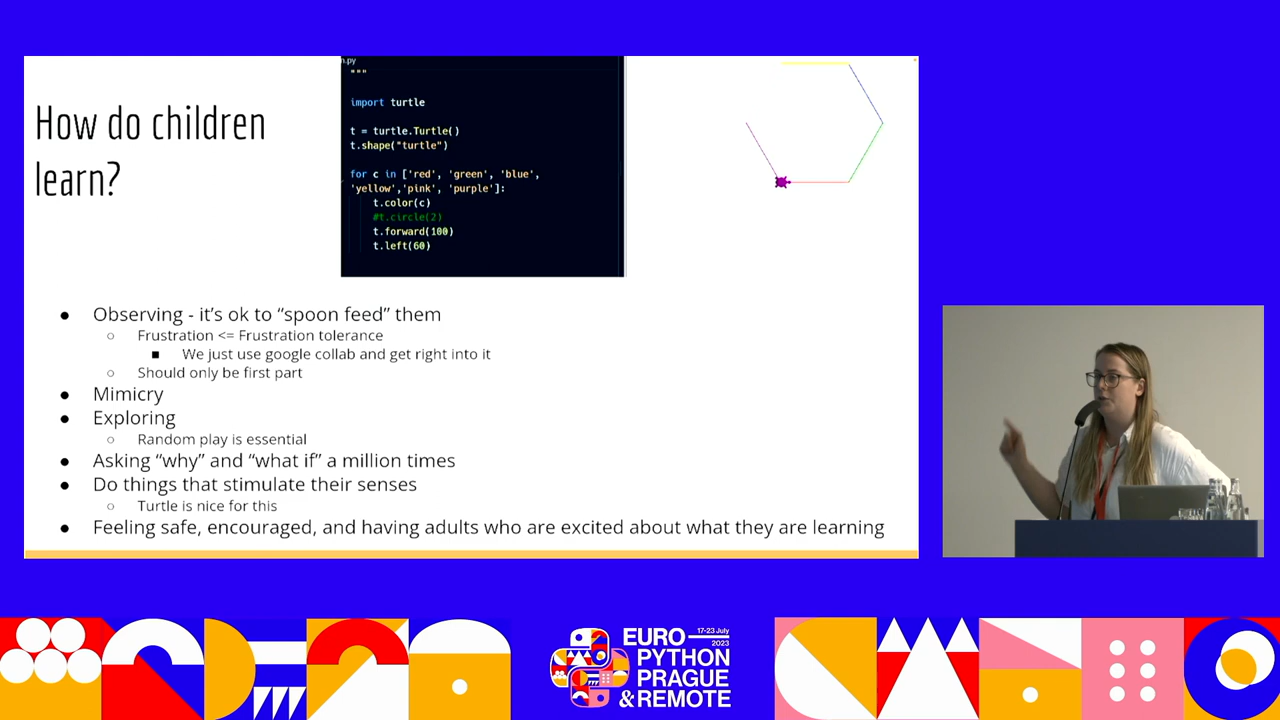 How do children
learn?
n.py
"""
import turtle
t = turtle.Turtle()
t.shape("turtle")
for c in ['red', 'green', 'blue',
'yellow','pink', 'purple']:
t.color(c)
#t.circle(2)
t.forward(100)
t.left(60)
Observing - it's ok to “spoon feed” them
Frustration <= Frustration tolerance
We just use google collab and get right into it
Should only be first part
Mimicry
Exploring
Random play is essential
Asking “why” and “what if” a million times
Do things that stimulate their senses
Turtle is nice for this
Feeling safe, encouraged, and having adults who are excited about what they are learning
EURO 17-23 July 2023
PYTHON
PRAGUE
& REMOTE